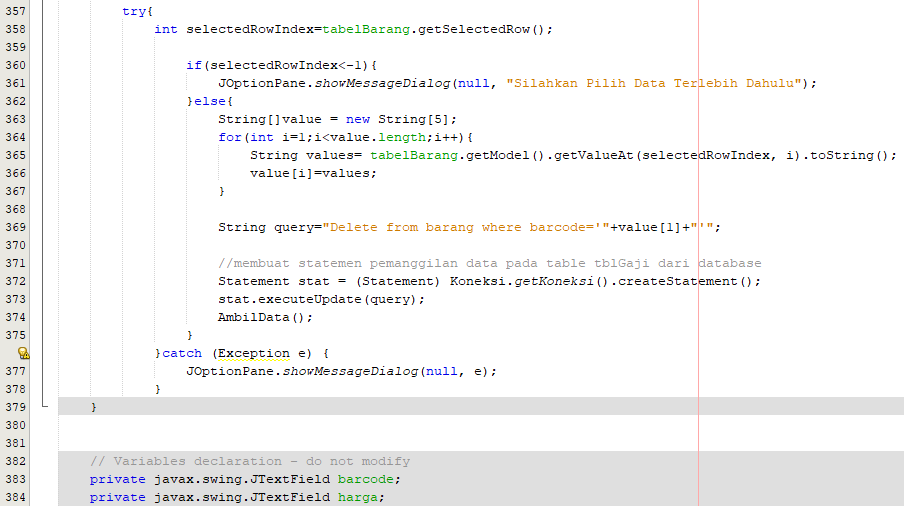 357 try{
358 int selectedRowIndex=tabelBarang.getSelectedRow();
359
360 if(selectedRowIndex<-1){
361 JOptionPane.showMessageDialog(null, "Silahkan Pilih Data Terlebih Dahulu");
362 }else{
363 String[]value = new String[5];
364 for(int i=1;i<value.length;i++){
365 String values= tabelBarang.getModel().getValueAt(selectedRowIndex, i).toString();
366 value[i]=values;
367 }
368
369 String query="Delete from barang where barcode='"+value[1]+"'";
370
371 //membuat statemen pemanggilan data pada table tblGaji dari database
372 Statement stat = (Statement) Koneksi.getKoneksi().createStatement();
373 stat.executeUpdate(query);
374 AmbilData();
375 }
}catch (Exception e) {
377 JOptionPane.showMessageDialog(null, e);
378 }
379 }
380
381
382 // Variables declaration - do not modify
383 private javax.swing.JTextField barcode;
384 private javax.swing.JTextField harga;